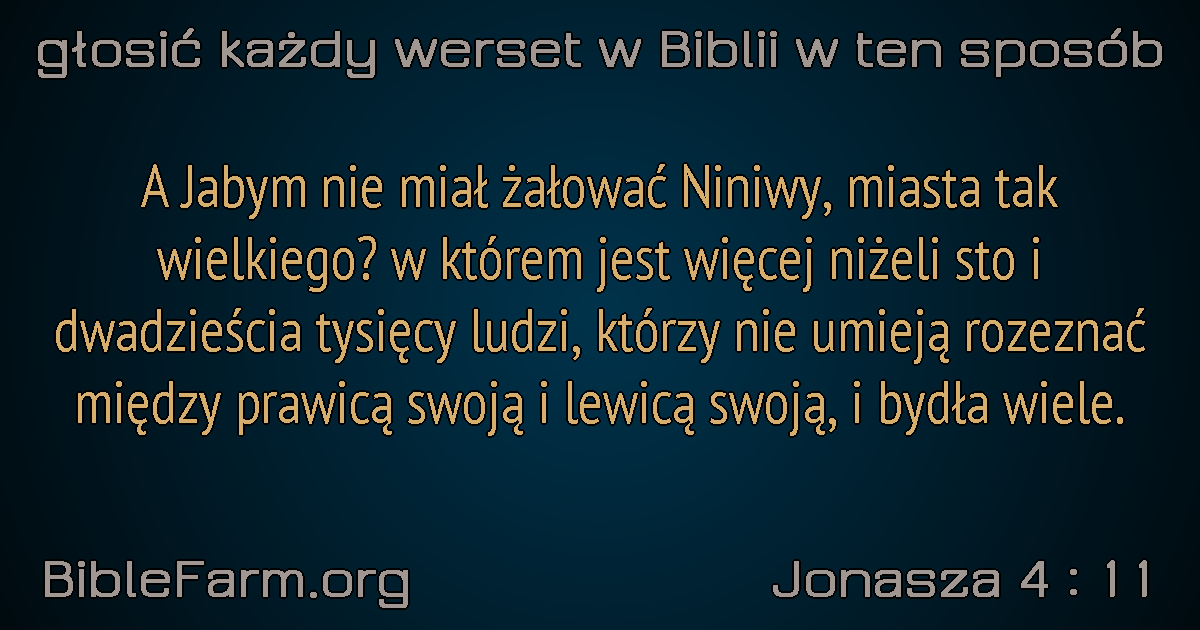 głosić każdy werset w Biblii w ten sposób
A Jabym nie miał żałować Niniwy, miasta tak
wielkiego? w którem jest więcej niżeli sto i
dwadzieścia tysięcy ludzi, którzy nie umieją rozeznać
między prawicą swoją i lewicą swoją, i bydła wiele.
BibleFarm.org
Jonasza 4 : 11